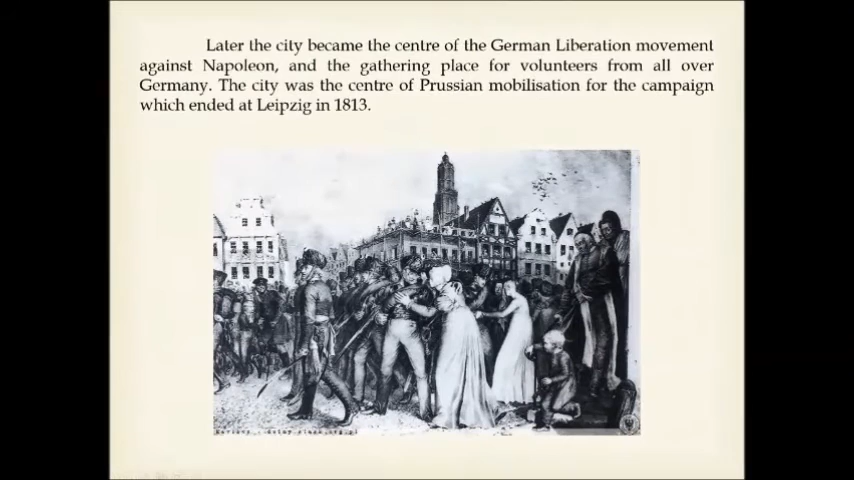 Later the city became the centre of the German Liberation movement
against Napoleon, and the gathering place for volunteers from all over
Germany. The city was the centre of Prussian mobilisation for the campaign
which ended at Leipzig in 1813.